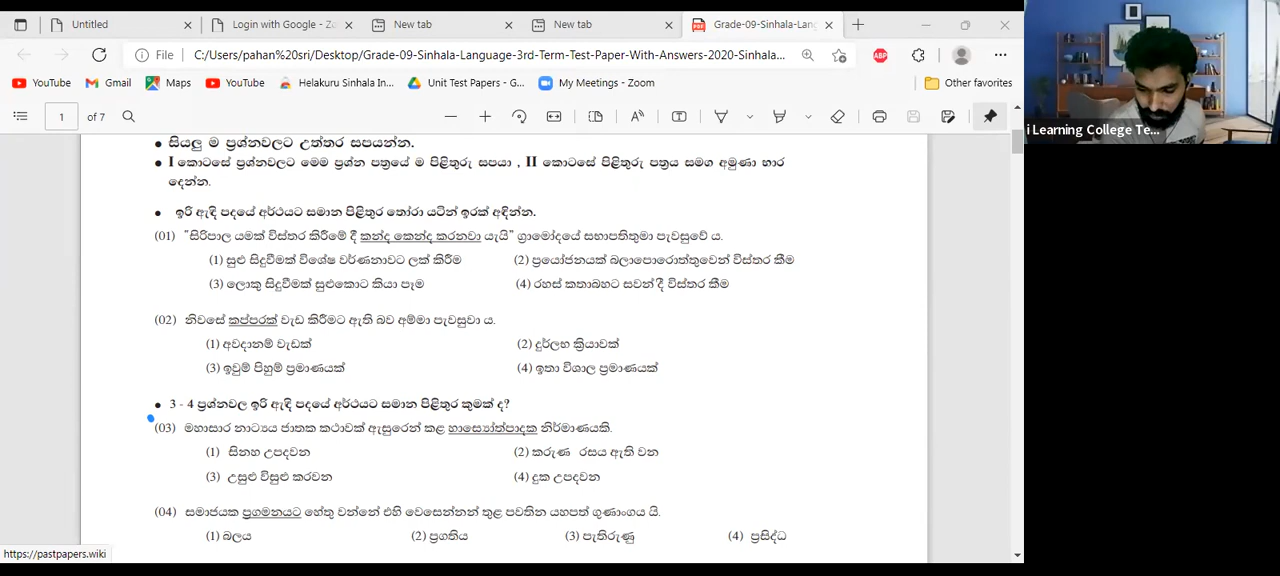 Untitled
Login with Google - Zo
New tab
New tab
Grade-09-Sinhala-Lan
File
C:/Users/pahan%20sri/Desktop/Grade-09-Sinhala-Language-3rd-Term-Test-Paper-With-Answers-2020-Sinhala...
YouTube
Gmail
Maps
YouTube
Helakuru Sinhala In...
Unit Test Papers - G...
My Meetings - Zoom
Other favorites
1 of 7
i Learning College Te...
• සියලු ම ප්‍රශ්නවලට උත්තර සපයන්න.
• I කොටසේ ප්‍රශ්නවලට මෙම ප්‍රශ්න පත්‍රයේ ම පිළිතුරු සපයා , II කොටසේ පිළිතුරු පත්‍රය සමග අමුණා භාර
දෙන්න.
• ඉරි ඇඳි පදයේ අර්ථයට සමාන පිළිතුර තෝරා යටින් ඉරක් අඳින්න.
(01) "සිරිපාල යමක් විස්තර කිරීමේ දී කන්ද කෙන්ද කරනවා යැයි" ග්‍රාමෝදයේ සභාපතිතුමා පැවසුවේ ය.
(1) සුළු සිදුවීමක් විශේෂ වර්ණනාවට ලක් කිරීම
(2) ප්‍රයෝජනයක් බලාපොරොත්තුවෙන් විස්තර කීම
(3) ලොකු සිදුවීමක් සුළුකොට කියා පෑම
(4) රහස් කතාබහට සවන් දී විස්තර කීම
(02) නිවසේ කප්පරක් වැඩ කිරීමට ඇති බව අම්මා පැවසුවා ය.
(1) අවදානම් වැඩක්
(2) දුර්ලභ ක්‍රියාවක්
(3) ඉවුම් පිහුම් ප්‍රමාණයක්
(4) ඉතා විශාල ප්‍රමාණයක්
• 3 - 4 ප්‍රශ්නවල ඉරි ඇඳි පදයේ අර්ථයට සමාන පිළිතුර කුමක් ද?
(03) මහාසාර නාට්‍යය ජාතක කථාවක් ඇසුරෙන් කළ හාස්‍යෝත්පාදක නිර්මාණයකි.
(1) සිනහ උපදවන
(2) කරුණ රසය ඇති වන
(3) උසුළු විසුළු කරවන
(4) දුක උපදවන
(04) සමාජයක ප්‍රගමනයට හේතු වන්නේ එහි වෙසෙන්නන් තුළ පවතින යහපත් ගුණාංගය යි.
(1) බලය
(2) ප්‍රගතිය
(3) පැතිරුණු
(4) ප්‍රසිද්ධ
https://pastpapers.wiki